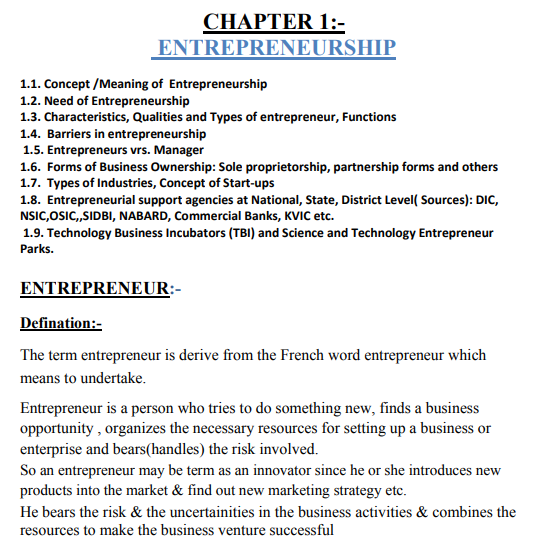 CHAPTER 1:-
ENTREPRENEURSHIP
1.1. Concept /Meaning of Entrepreneurship
1.2. Need of Entrepreneurship
1.3. Characteristics, Qualities and Types of entrepreneur, Functions
1.4. Barriers in entrepreneurship
1.5. Entrepreneurs vrs. Manager
1.6. Forms of Business Ownership: Sole proprietorship, partnership forms and others
1.7. Types of Industries, Concept of Start-ups
1.8. Entrepreneurial support agencies at National, State, District Level( Sources): DIC,
NSIC,OSIC,,SIDBI, NABARD, Commercial Banks, KVIC etc.
1.9. Technology Business Incubators (TBI) and Science and Technology Entrepreneur
Parks.
ENTREPRENEUR:-
Defination:-
The term entrepreneur is derive from the French word entrepreneur which
means to undertake.
Entrepreneur is a person who tries to do something new, finds a business
opportunity , organizes the necessary resources for setting up a business or
enterprise and bears(handles) the risk involved.
So an entrepreneur may be term as an innovator since he or she introduces new
products into the market & find out new marketing strategy etc.
He bears the risk & the uncertainities in the business activities & combines the
resources to make the business venture successful